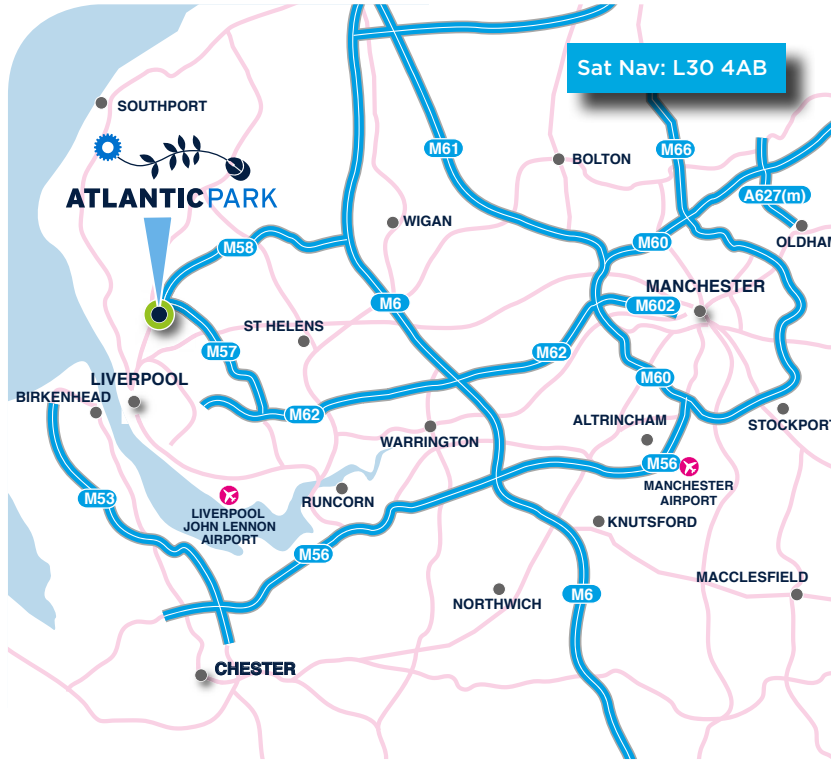 Sat Nav: L30 4AB
SOUTHPORT
ATLANTICPARK
M61
M66
BOLTON
A627(m)
WIGAN
M58
M60
OLDHAM
M6
MANCHESTER
M602
ST HELENS
M57
M62
M60
LIVERPOOL
BIRKENHEAD
M62
ALTRINCHAM
STOCKPORT
WARRINGTON
M56
M53
RUNCORN
MANCHESTER
AIRPORT
LIVERPOOL
JOHN LENNON
AIRPORT
KNUTSFORD
M56
MACCLESFIELD
M6
NORTHWICH
CHESTER